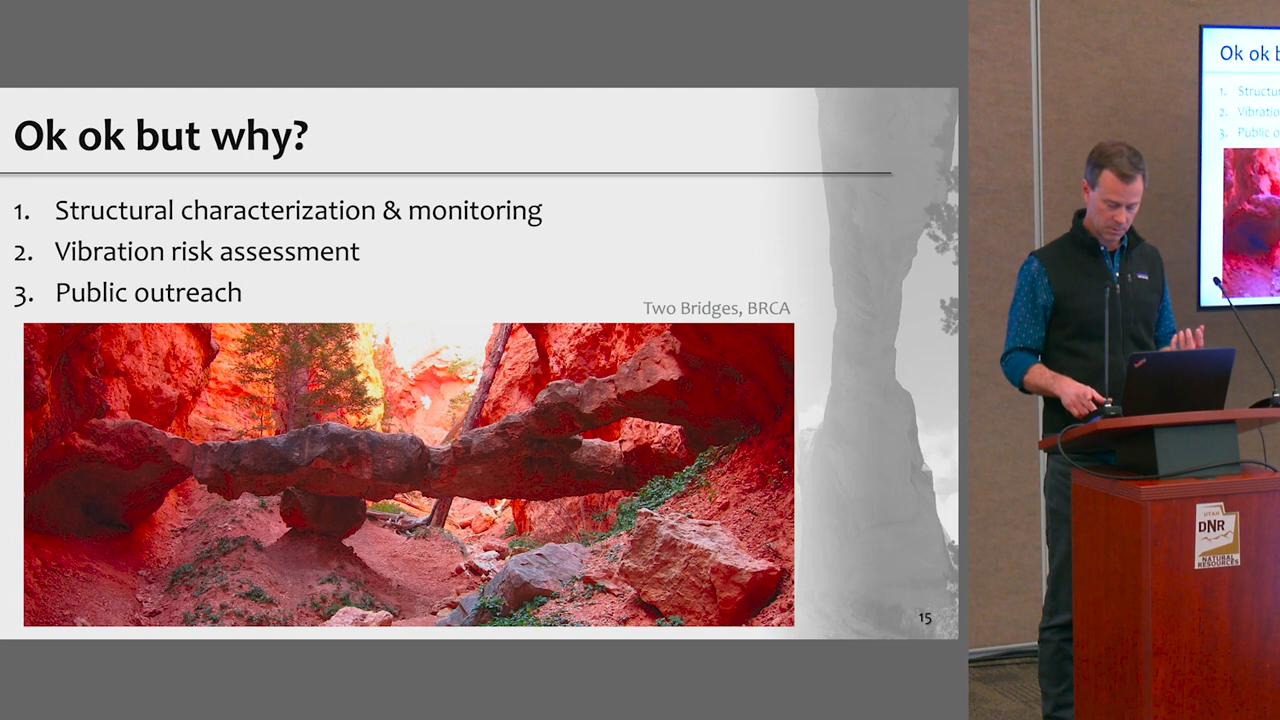 Ok ok but why?
1. Structural characterization & monitoring
2. Vibration risk assessment
3. Public outreach
Two Bridges, BRCA
15
Ok ok b
1. Structu
2. Vibratio
3. Public o
UTAH
DNR
NATURAL
RESOURCES